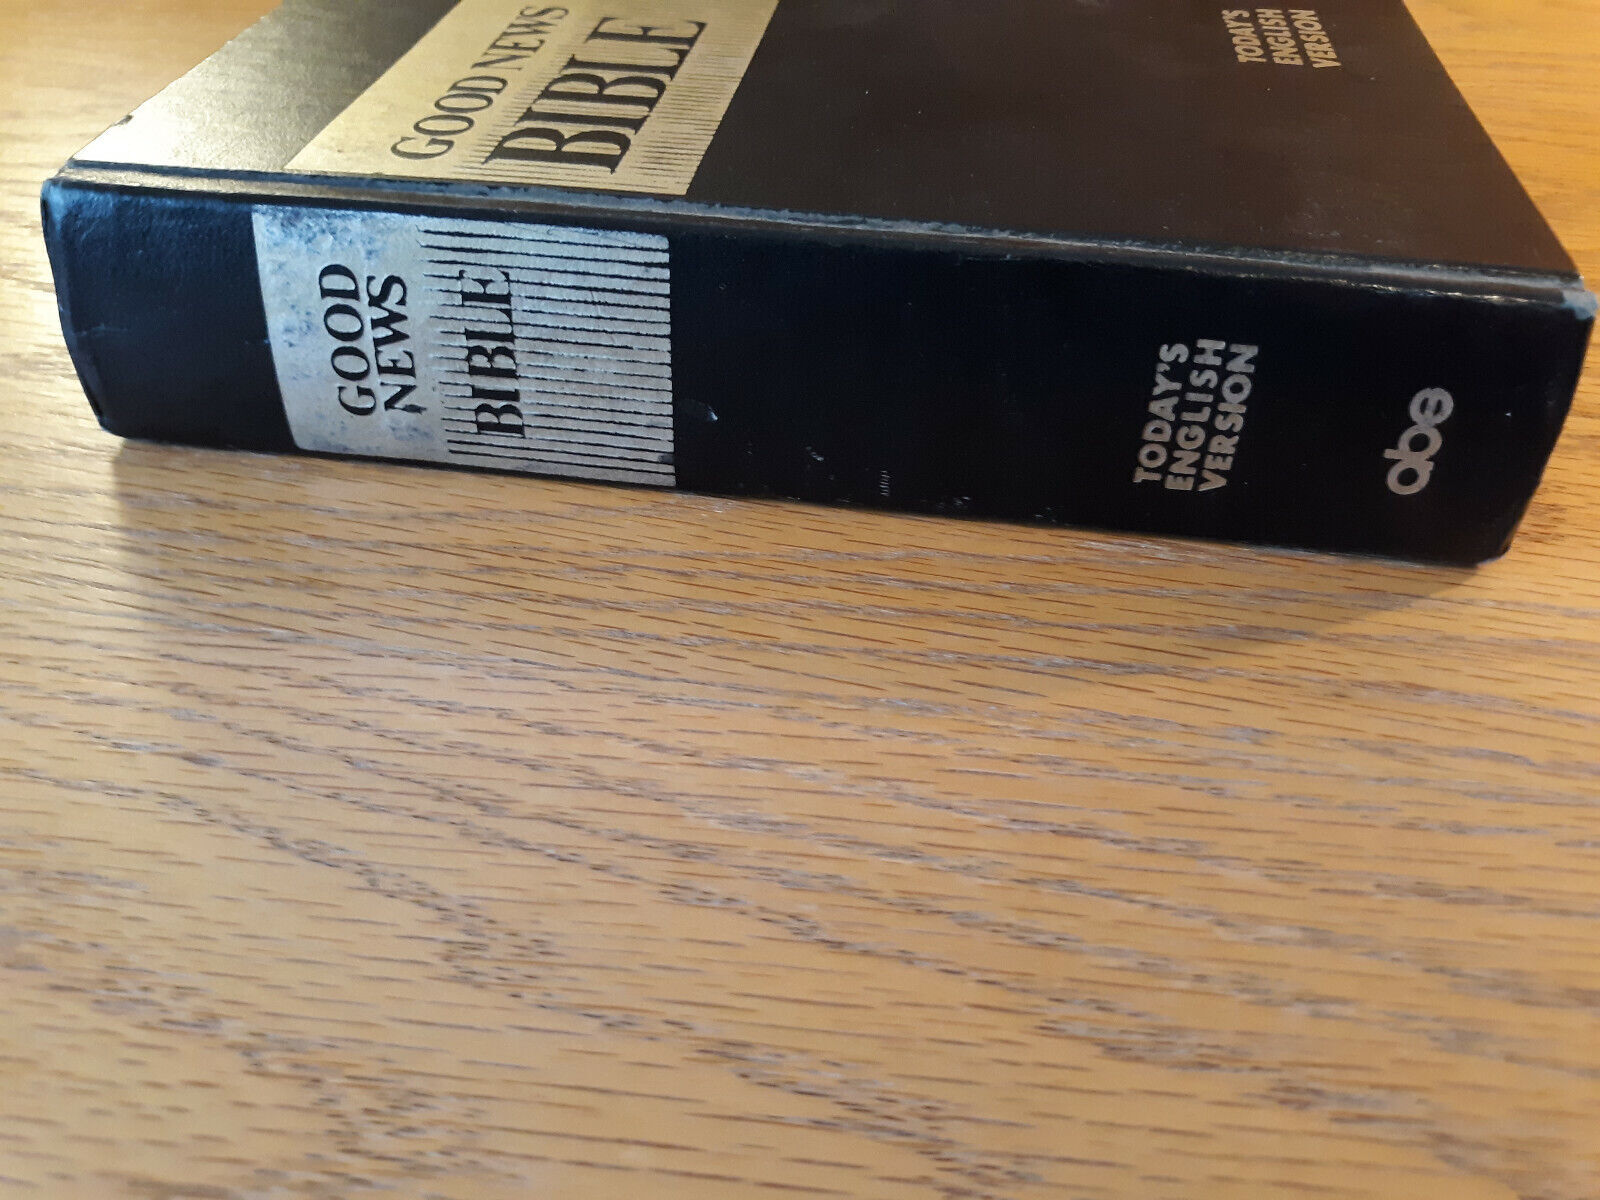 GOOD NEWS
BIBLE
TODAY'S
ENGLISH
VERSION
GOOD
NEWS
BIBLE
TODAY'S
ENGLISH
VERSION
abs